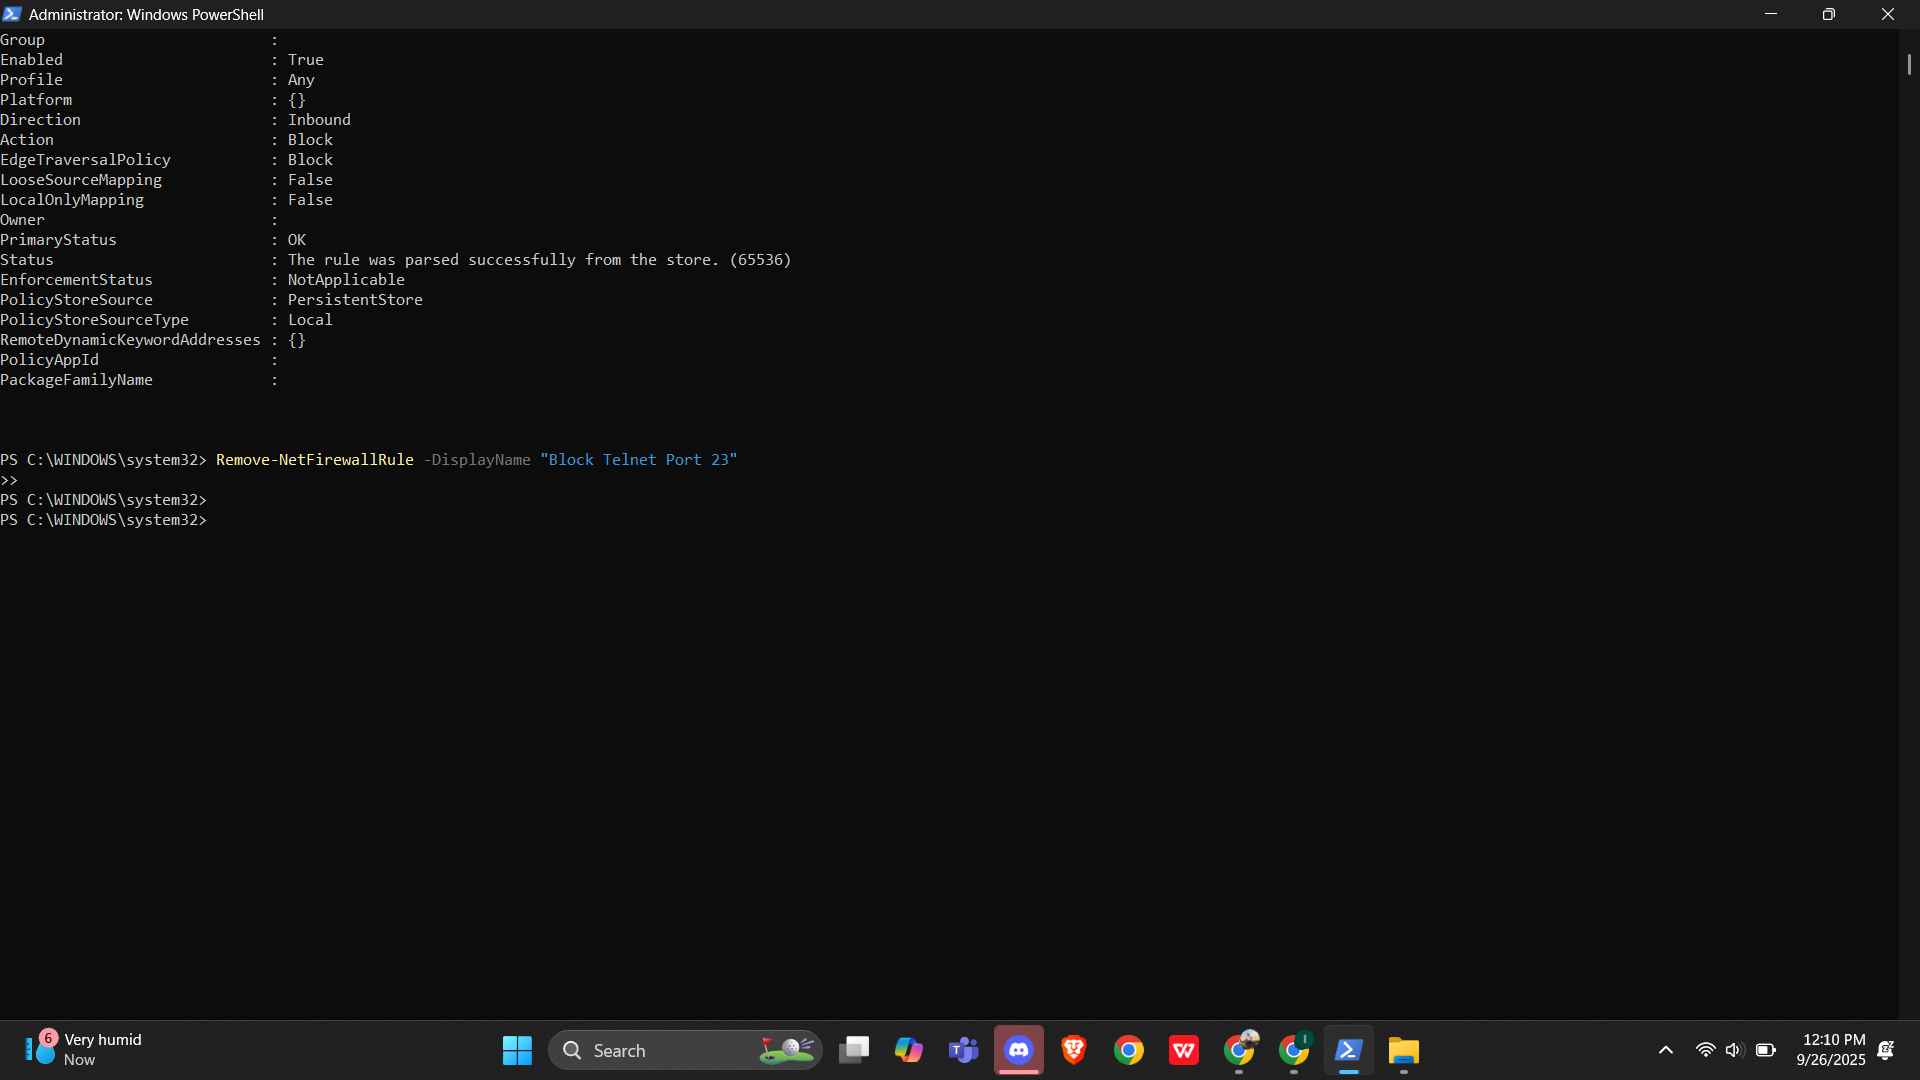 Administrator: Windows PowerShell
Group                         :
Enabled                       : True
Profile                       : Any
Platform                      : {}
Direction                     : Inbound
Action                        : Block
EdgeTraversalPolicy           : Block
LooseSourceMapping            : False
LocalOnlyMapping              : False
Owner                         :
PrimaryStatus                 : OK
Status                        : The rule was parsed successfully from the store. (65536)
EnforcementStatus             : NotApplicable
PolicyStoreSource             : PersistentStore
PolicyStoreSourceType         : Local
RemoteDynamicKeywordAddresses : {}
PolicyAppId                   :
PackageFamilyName             :
PS C:\WINDOWS\system32> Remove-NetFirewallRule -DisplayName "Block Telnet Port 23"
>>
PS C:\WINDOWS\system32>
PS C:\WINDOWS\system32>
6
Very humid
Now
Search
T
W
I
12:10 PM
9/26/2025